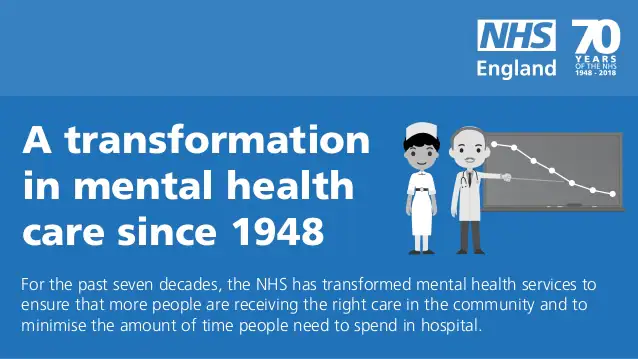 NHS
England
70
YEARS
OF THE NHS
1948 - 2018
A transformation
in mental health
care since 1948
For the past seven decades, the NHS has transformed mental health services to
ensure that more people are receiving the right care in the community and to
minimise the amount of time people need to spend in hospital.